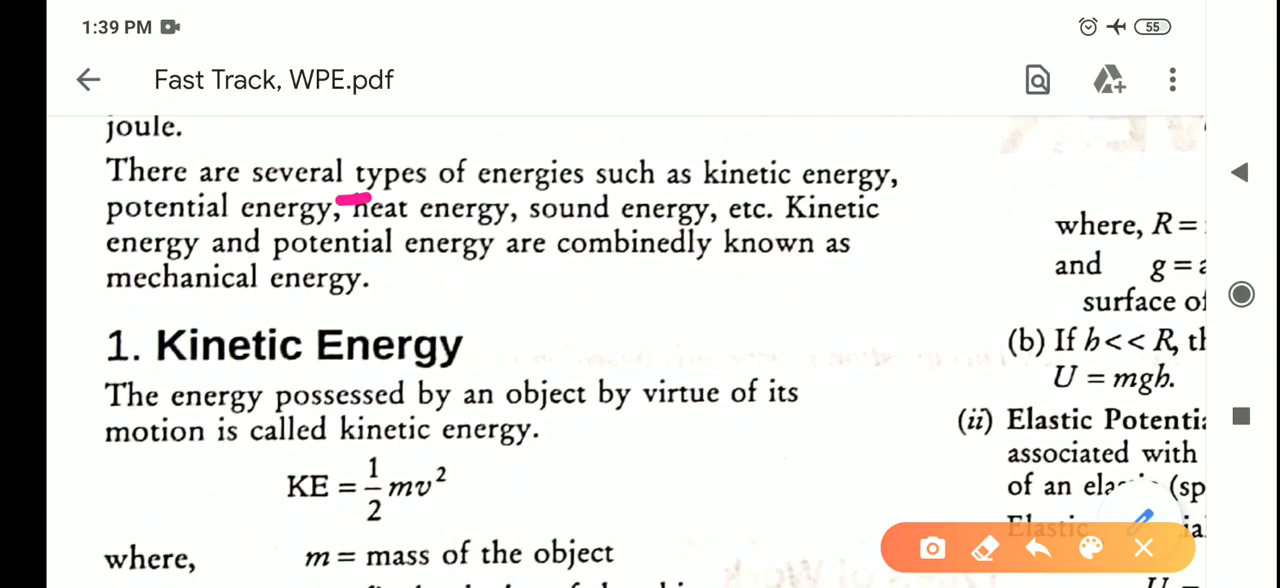 1:39 PM
55
Fast Track, WPE.pdf
joule.
There are several types of energies such as kinetic energy,
potential energy, heat energy, sound energy, etc. Kinetic
energy and potential energy are combinedly known as
mechanical energy.
1. Kinetic Energy
The energy possessed by an object by virtue of its
motion is called kinetic energy.
KE = 1/2 mv²
where, m = mass of the object
where, R =
and g =
surface of
(b) If h << R,
U = mgh.
(ii) Elastic
associated with
of an
Elastic
U =